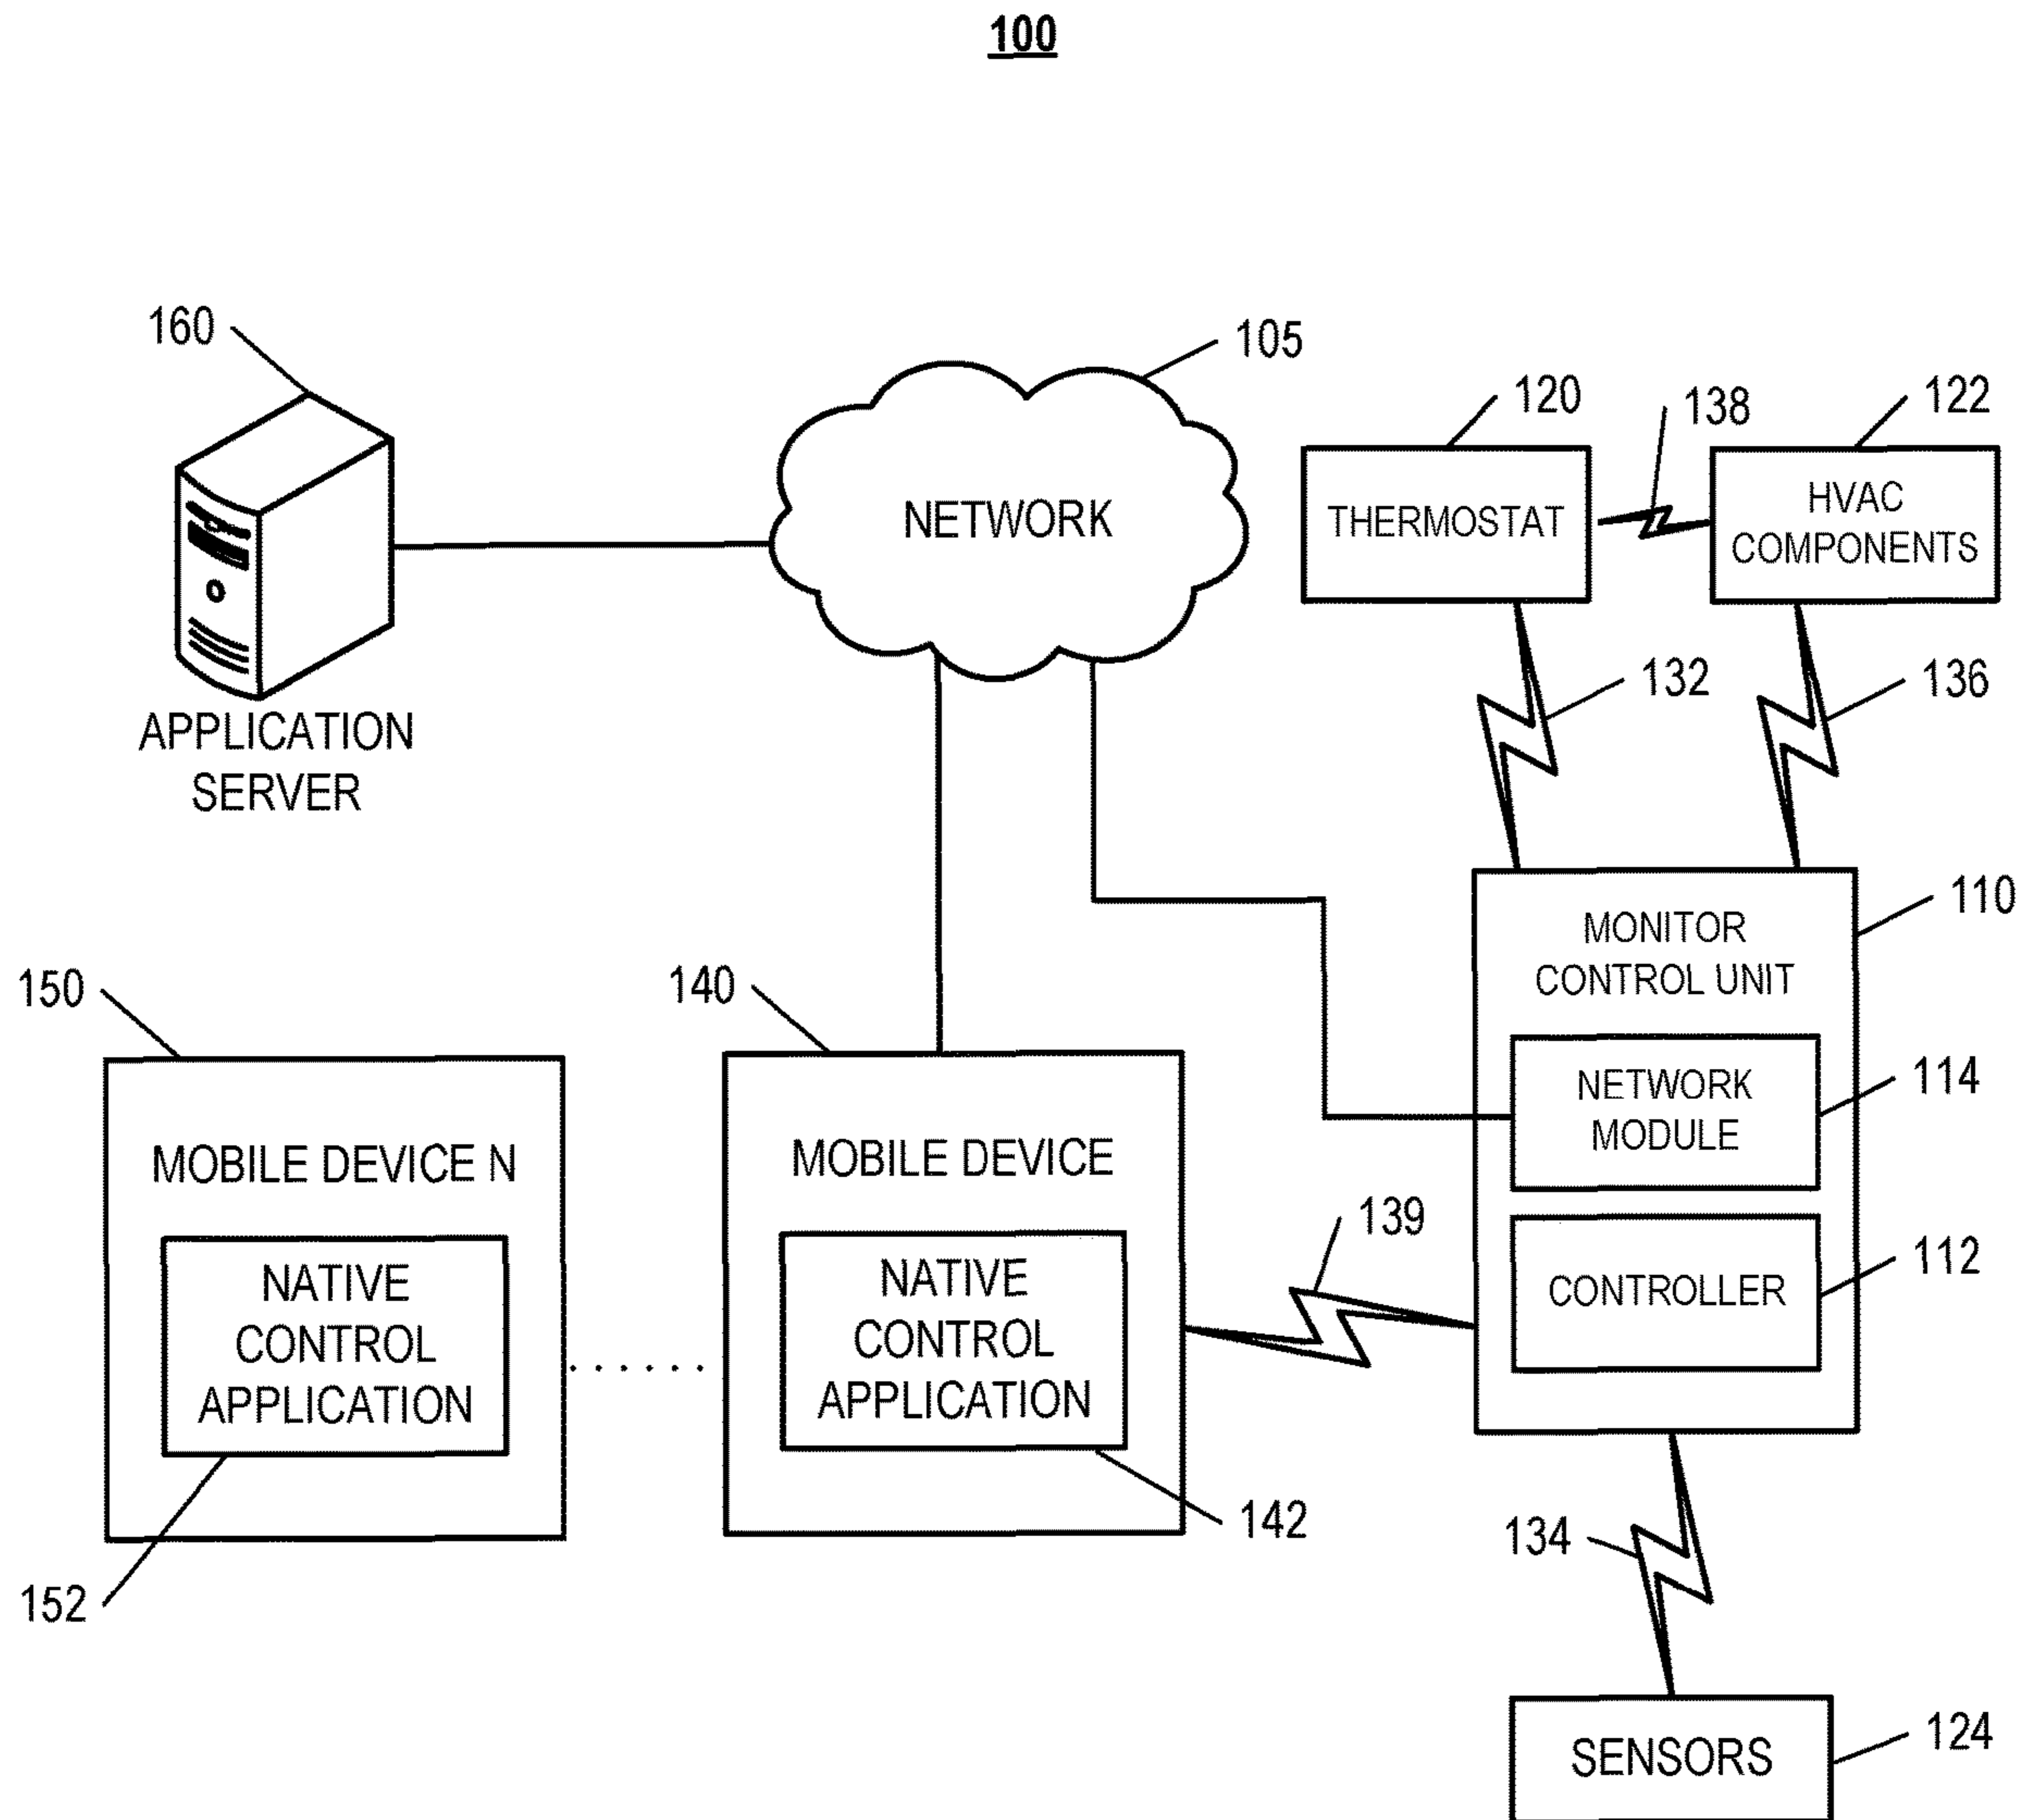 100
160
105
120
138
122
NETWORK
THERMOSTAT
HVAC
COMPONENTS
APPLICATION
SERVER
132
136
110
MONITOR
CONTROL UNIT
150
140
NETWORK
MODULE
114
MOBILE DEVICE N
MOBILE DEVICE
139
CONTROLLER
112
NATIVE
CONTROL
APPLICATION
NATIVE
CONTROL
APPLICATION
152
142
134
SENSORS
124